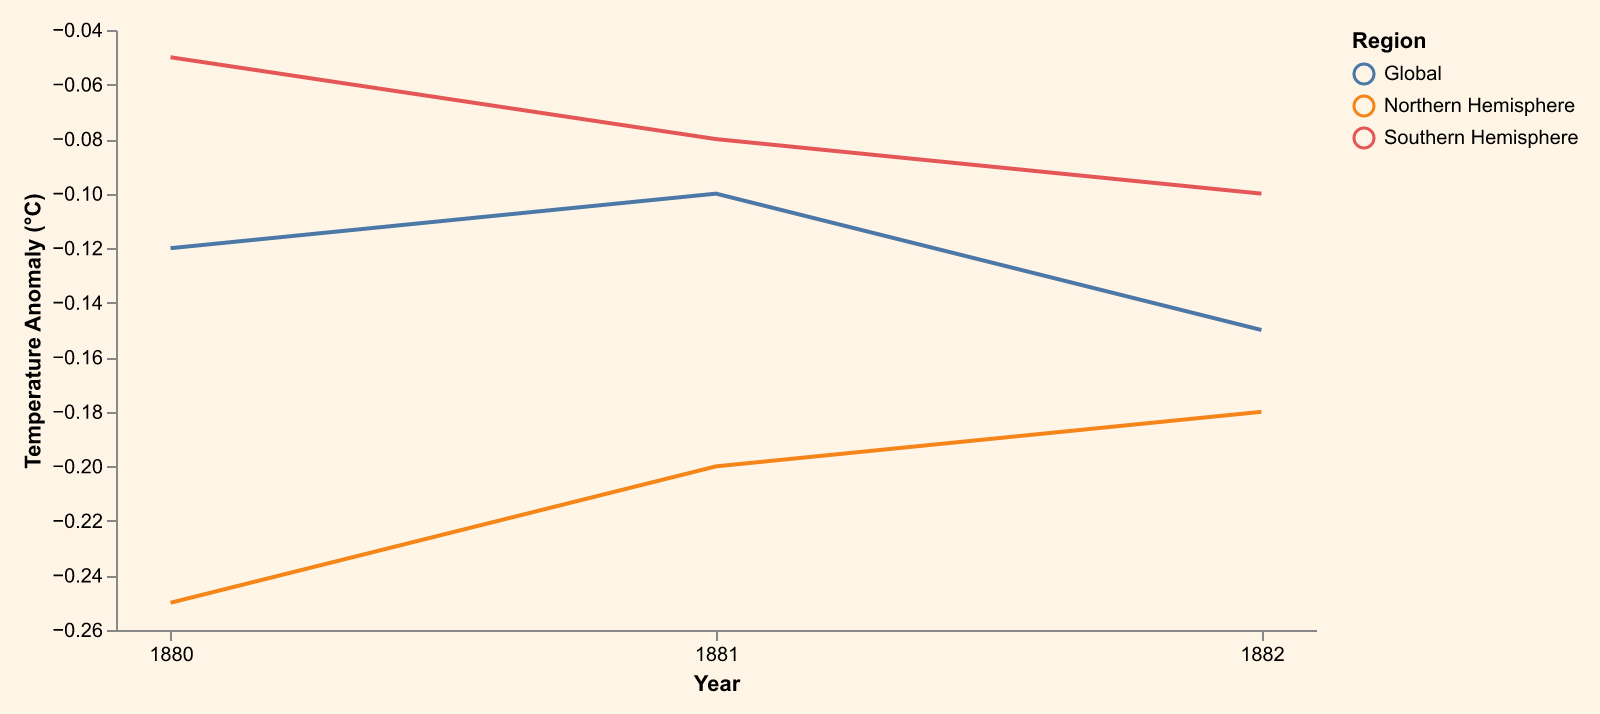 −0.04
−0.06
−0.08
−0.10
−0.12
−0.14
−0.16
−0.18
−0.20
−0.22
−0.24
−0.26
Temperature Anomaly (°C)
1880 1881 1882
Year
Region
Global
Northern Hemisphere
Southern Hemisphere